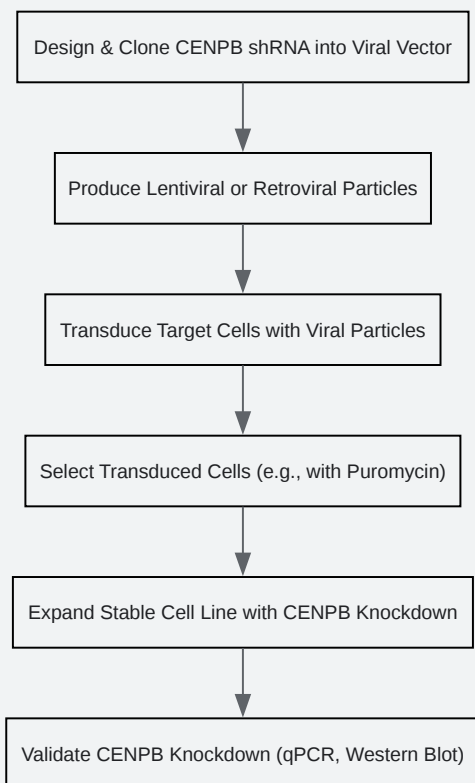 Design & Clone CENPB shRNA into Viral Vector
Produce Lentiviral or Retroviral Particles
Transduce Target Cells with Viral Particles
Select Transduced Cells (e.g., with Puromycin)
Expand Stable Cell Line with CENPB Knockdown
Validate CENPB Knockdown (qPCR, Western Blot)